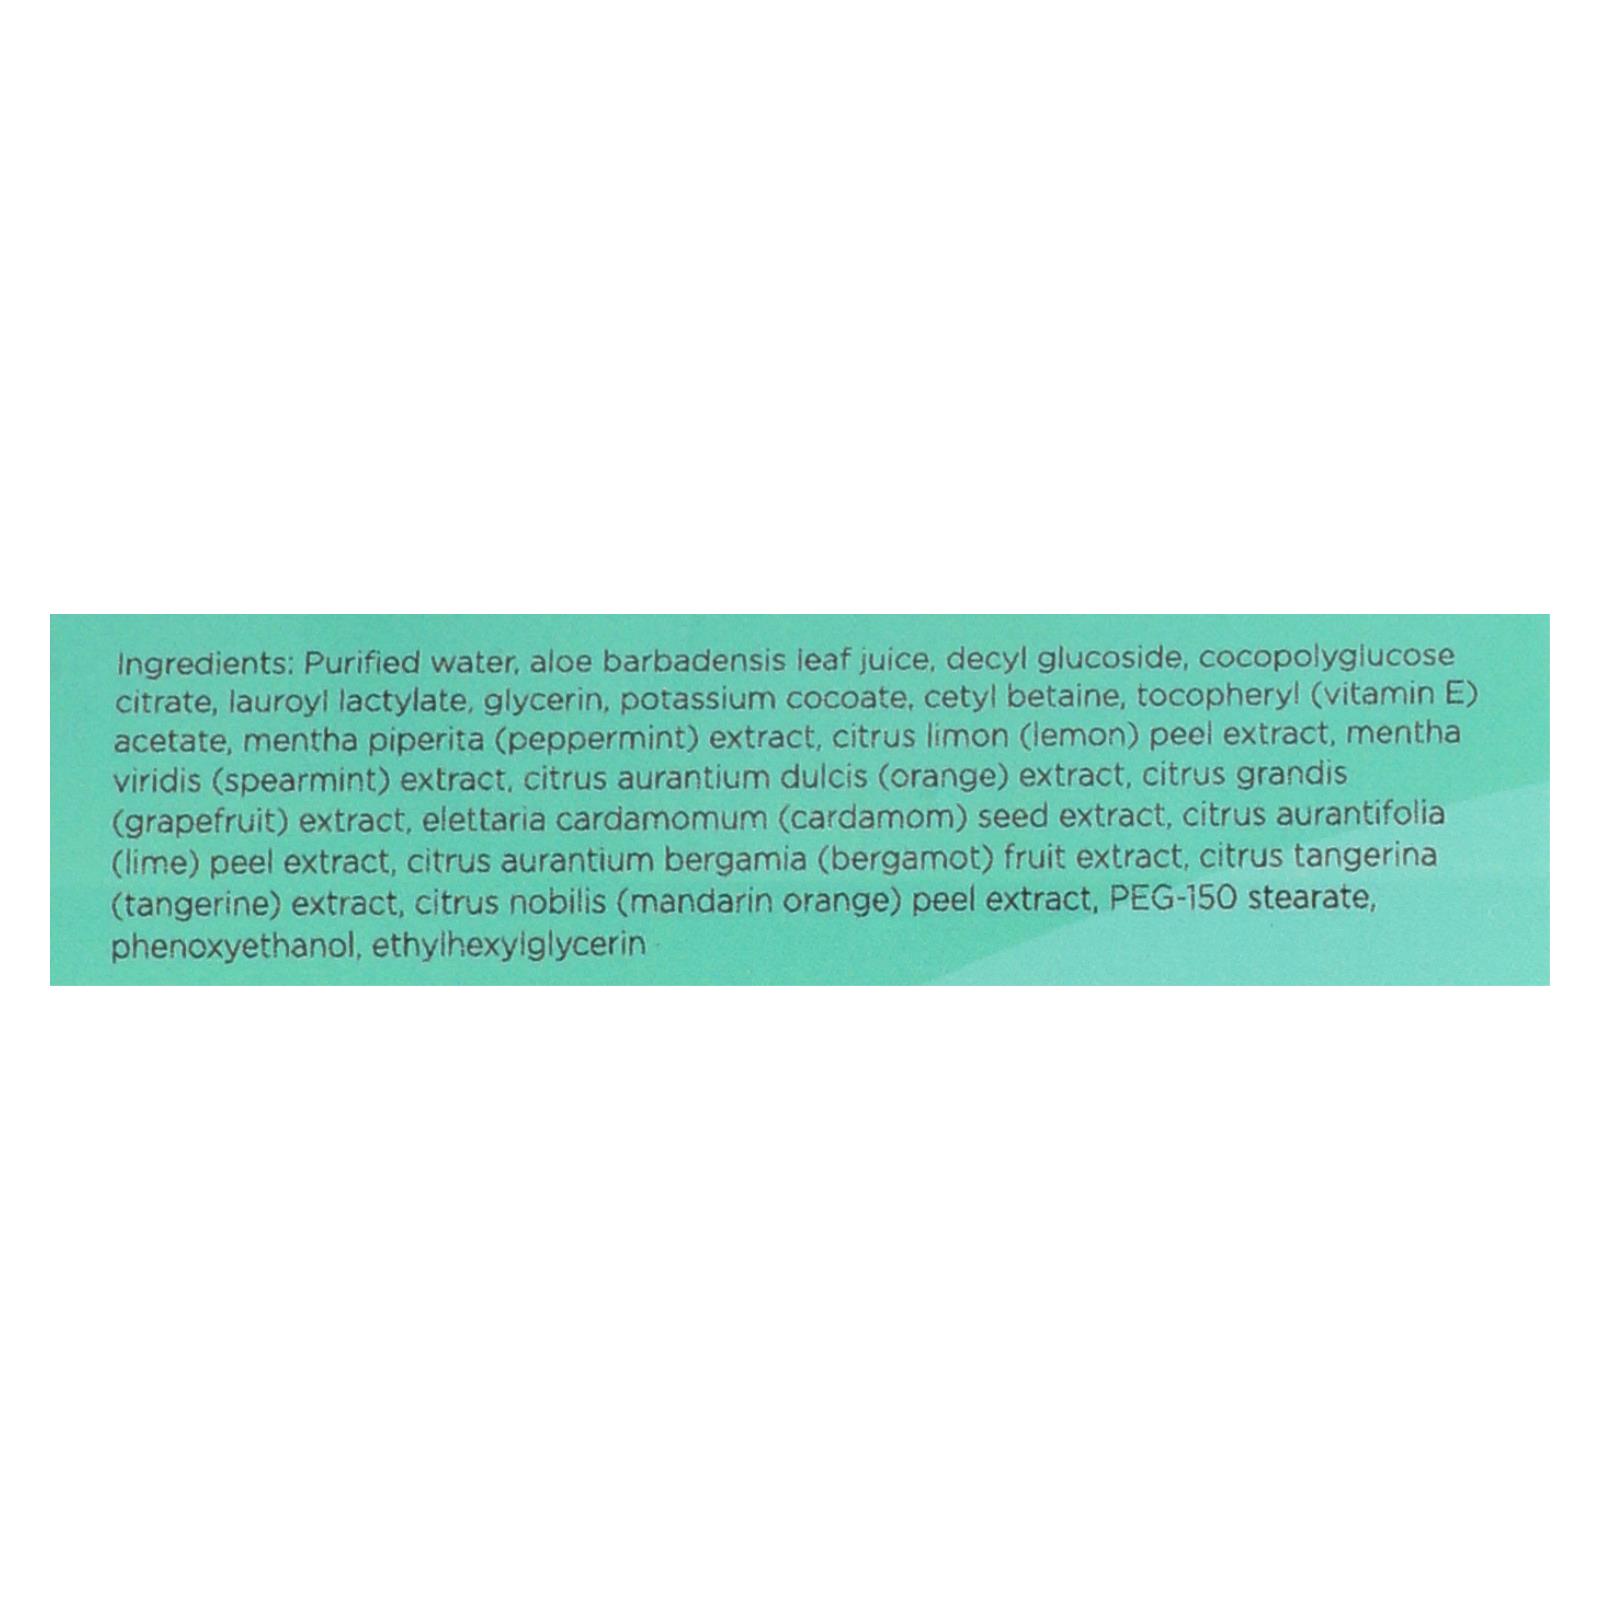 Ingredients: Purified water, aloe barbadensis leaf juice, decyl glucoside, cocopolyglucose
citrate, lauroyl lactylate, glycerin, potassium cocoate, cetyl betaine, tocopheryl (vitamin E)
acetate, mentha piperita (peppermint) extract, citrus limon (lemon) peel extract, mentha
viridis (spearmint) extract, citrus aurantium dulcis (orange) extract, citrus grandis
(grapefruit) extract, elettaria cardamomum (cardamom) seed extract, citrus aurantifolia
(lime) peel extract, citrus aurantium bergamia (bergamot) fruit extract, citrus tangerina
(tangerine) extract, citrus nobilis (mandarin orange) peel extract, PEG-150 stearate,
phenoxyethanol, ethylhexylglycerin